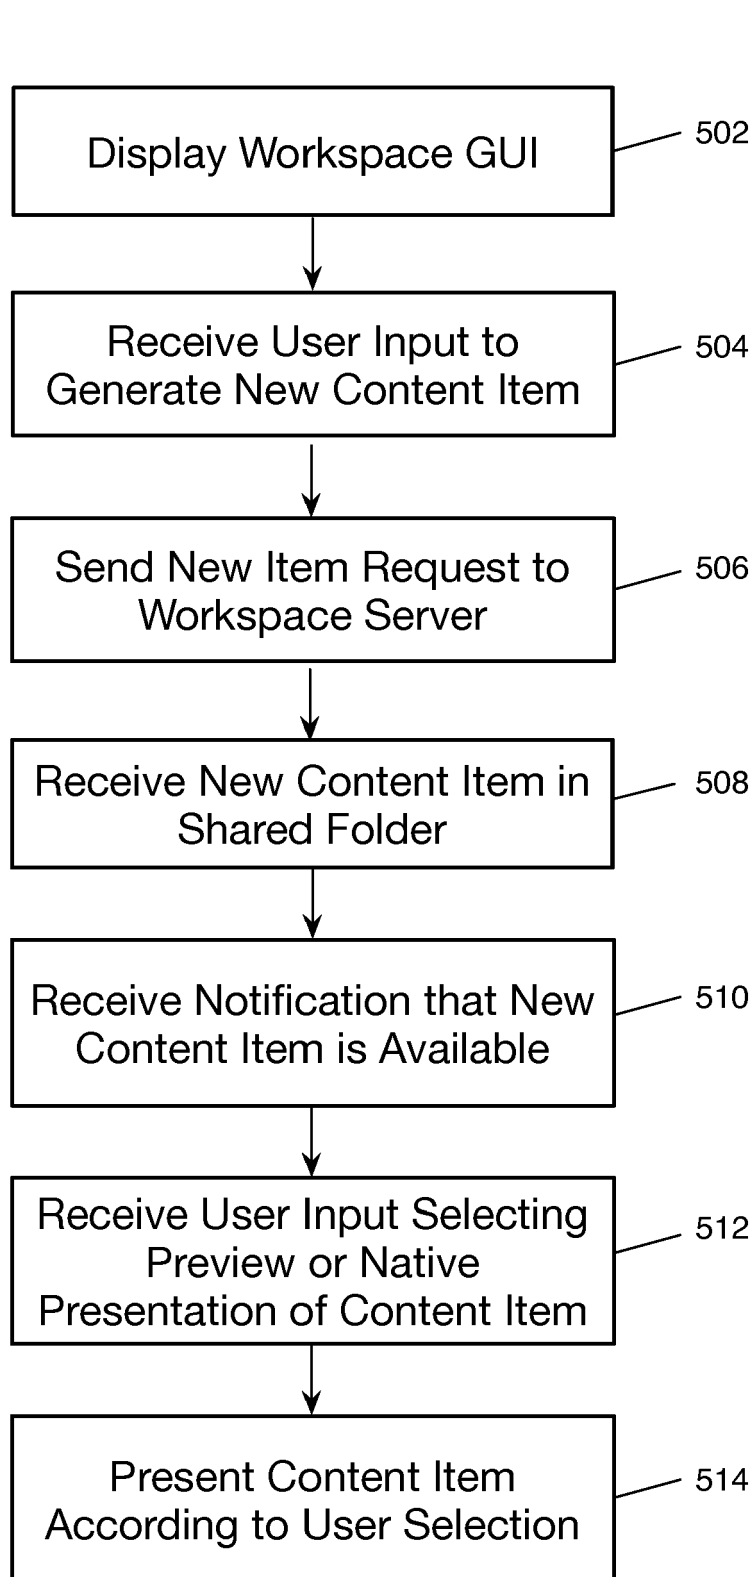 Display Workspace GUI
502
Receive User Input to
Generate New Content Item
504
Send New Item Request to
Workspace Server
506
Receive New Content Item in
Shared Folder
508
Receive Notification that New
Content Item is Available
510
Receive User Input Selecting
Preview or Native
Presentation of Content Item
512
Present Content Item
According to User Selection
514